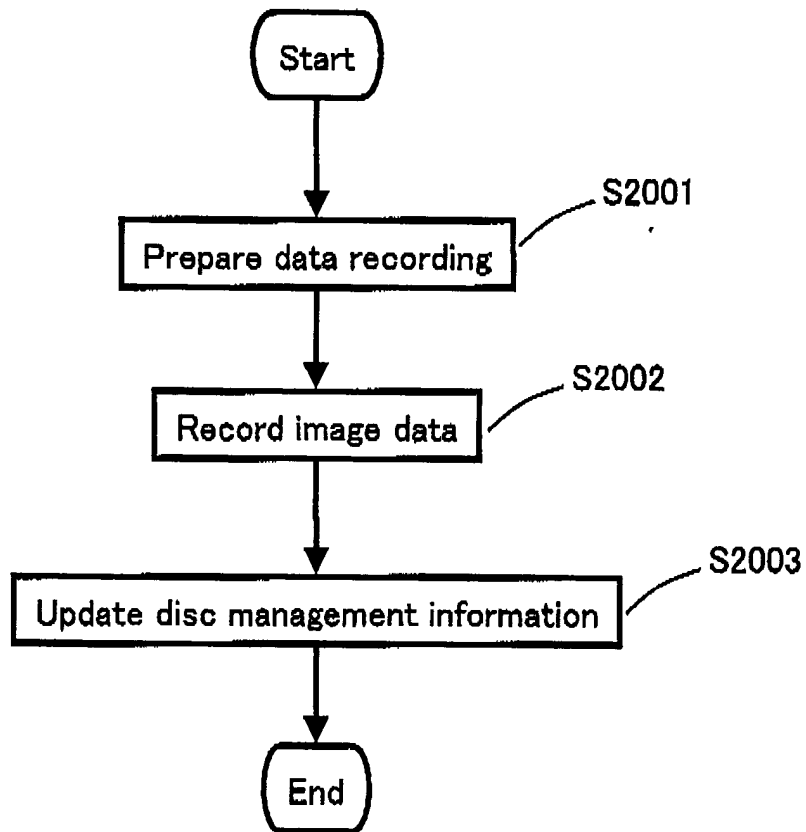 Start
S2001
Prepare data recording
S2002
Record image data
S2003
Update disc management information
End